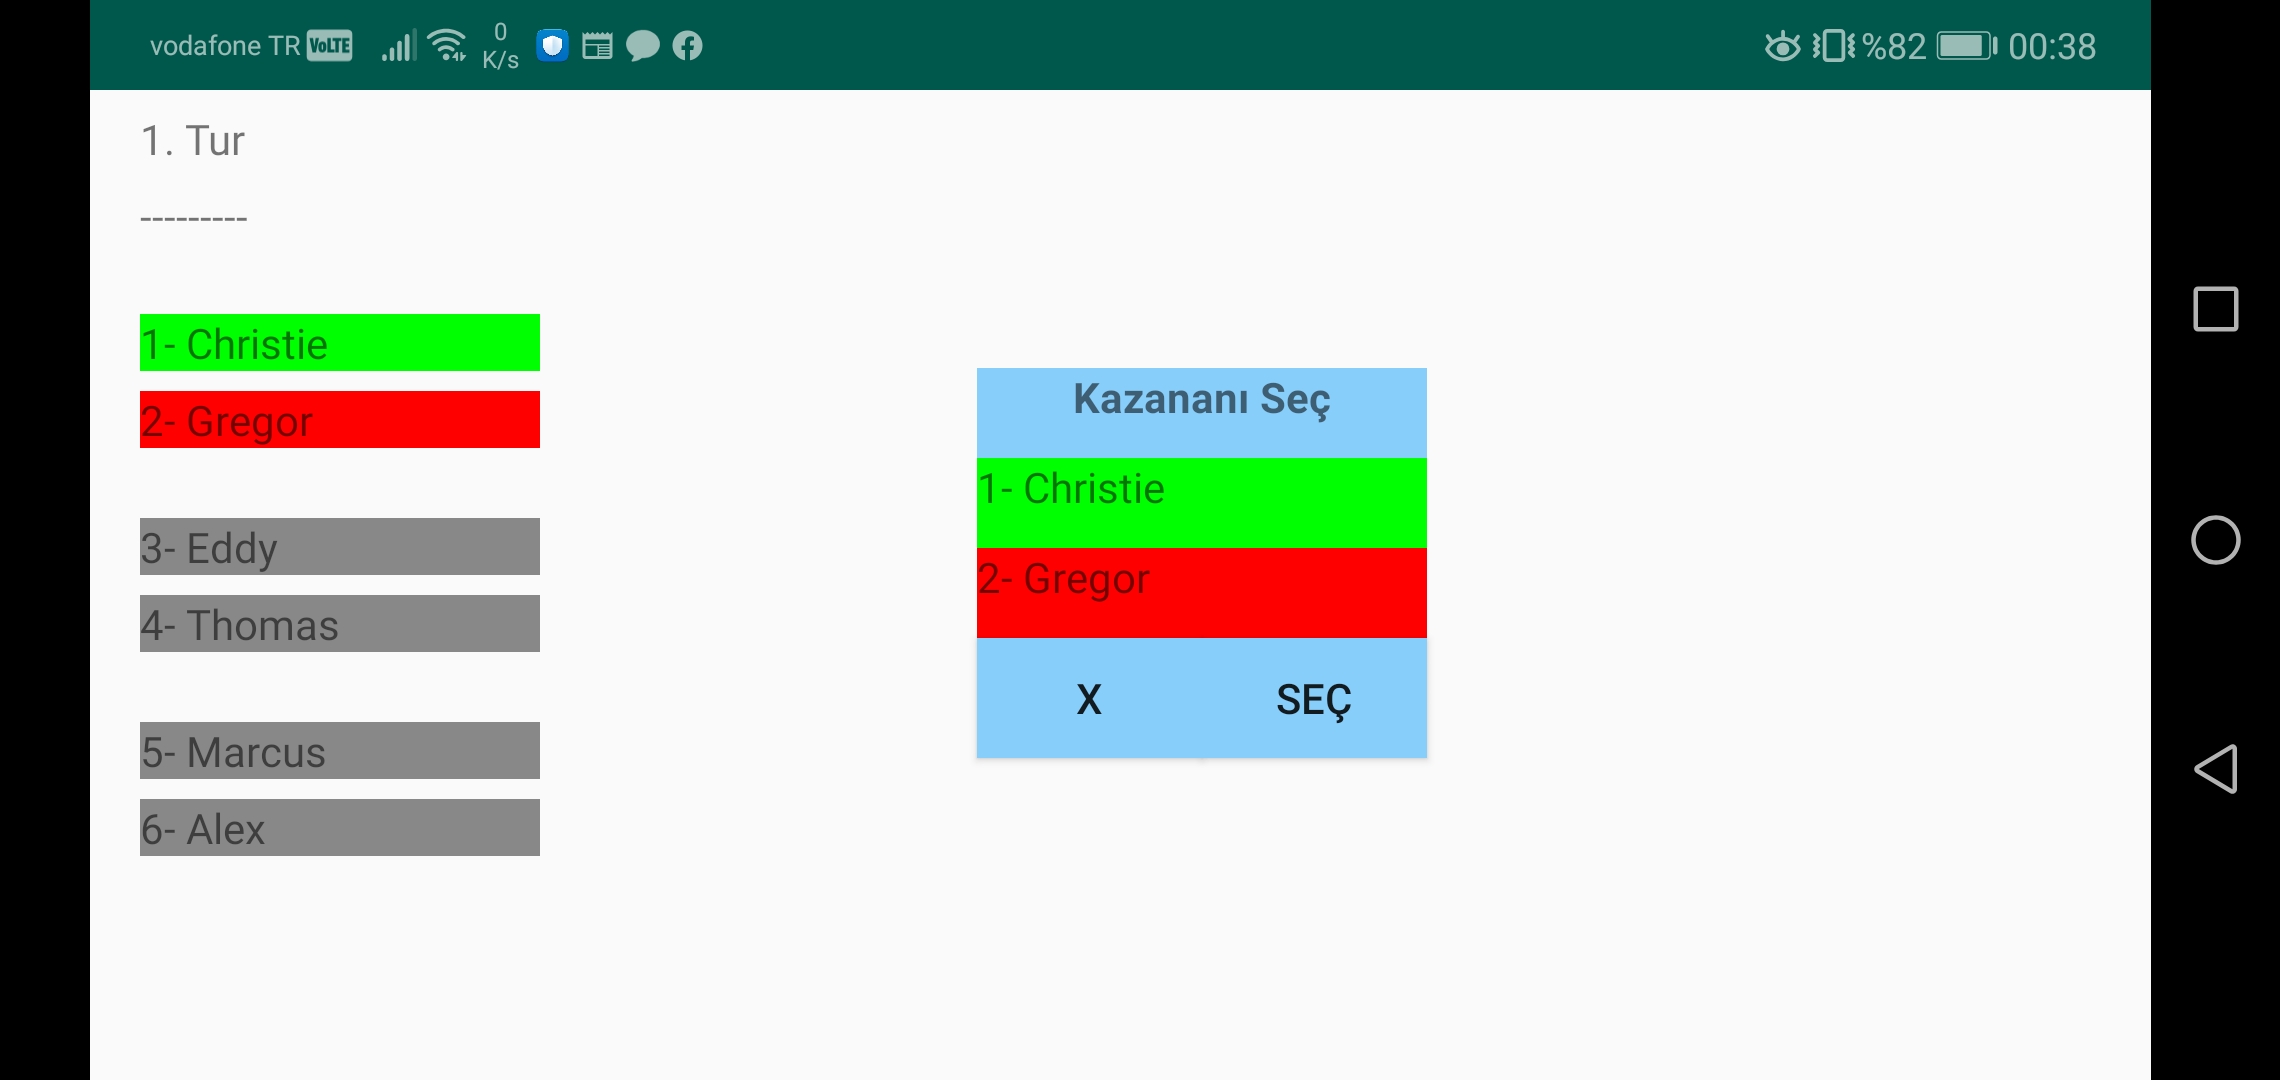 vodafone TR VoLTE 0 K/s %82 00:38
1. Tur
---------
1- Christie
2- Gregor
3- Eddy
4- Thomas
5- Marcus
6- Alex
Kazananı Seç
1- Christie
2- Gregor
X SEÇ